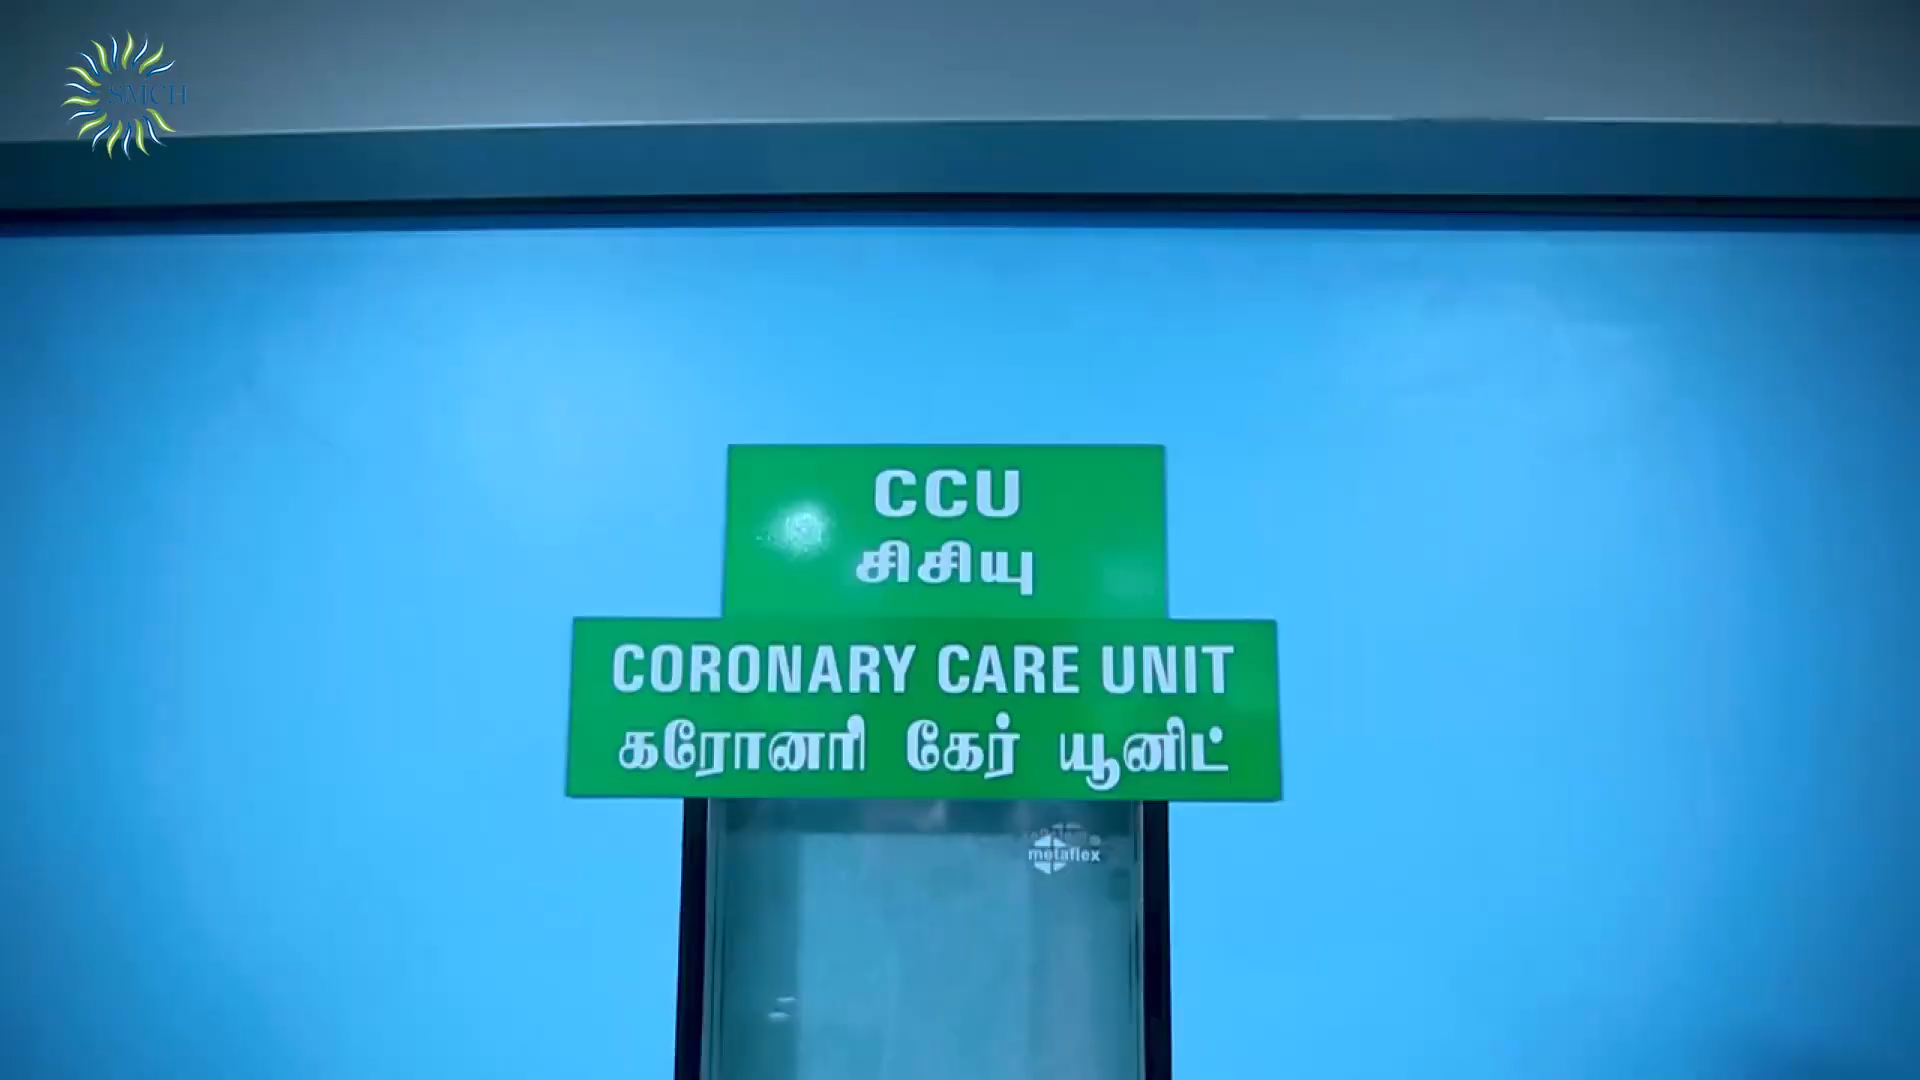 SMCH
CCU
சிசியு
CORONARY CARE UNIT
கரோனரி கேர் யூனிட்
metaflex